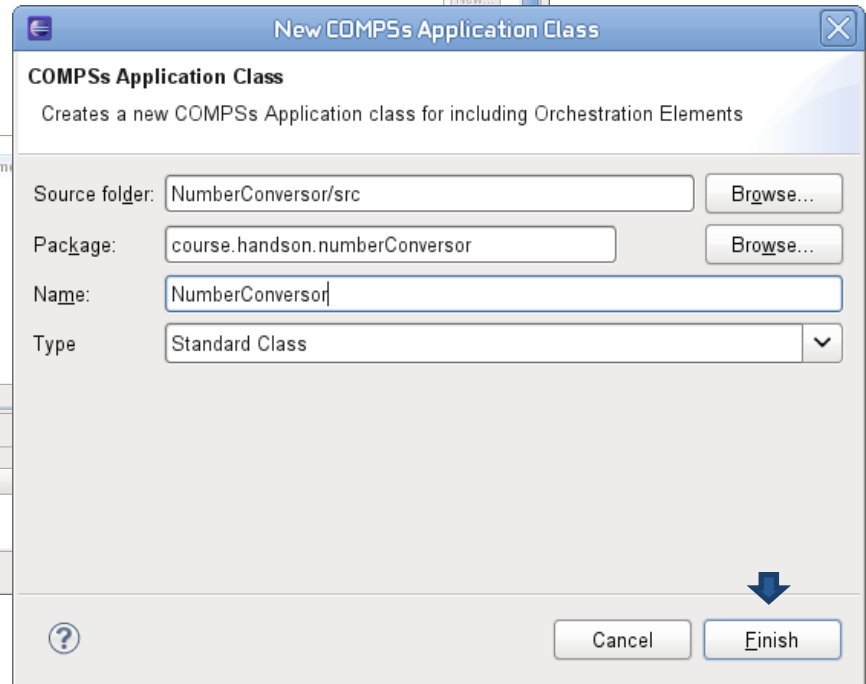 New...
New COMPSs Application Class
COMPSs Application Class
Creates a new COMPSs Application class for including Orchestration Elements
Source folder: NumberConversor/src Browse...
Package: course.handson.numberConversor Browse...
Name: NumberConversor
Type Standard Class
Cancel Finish